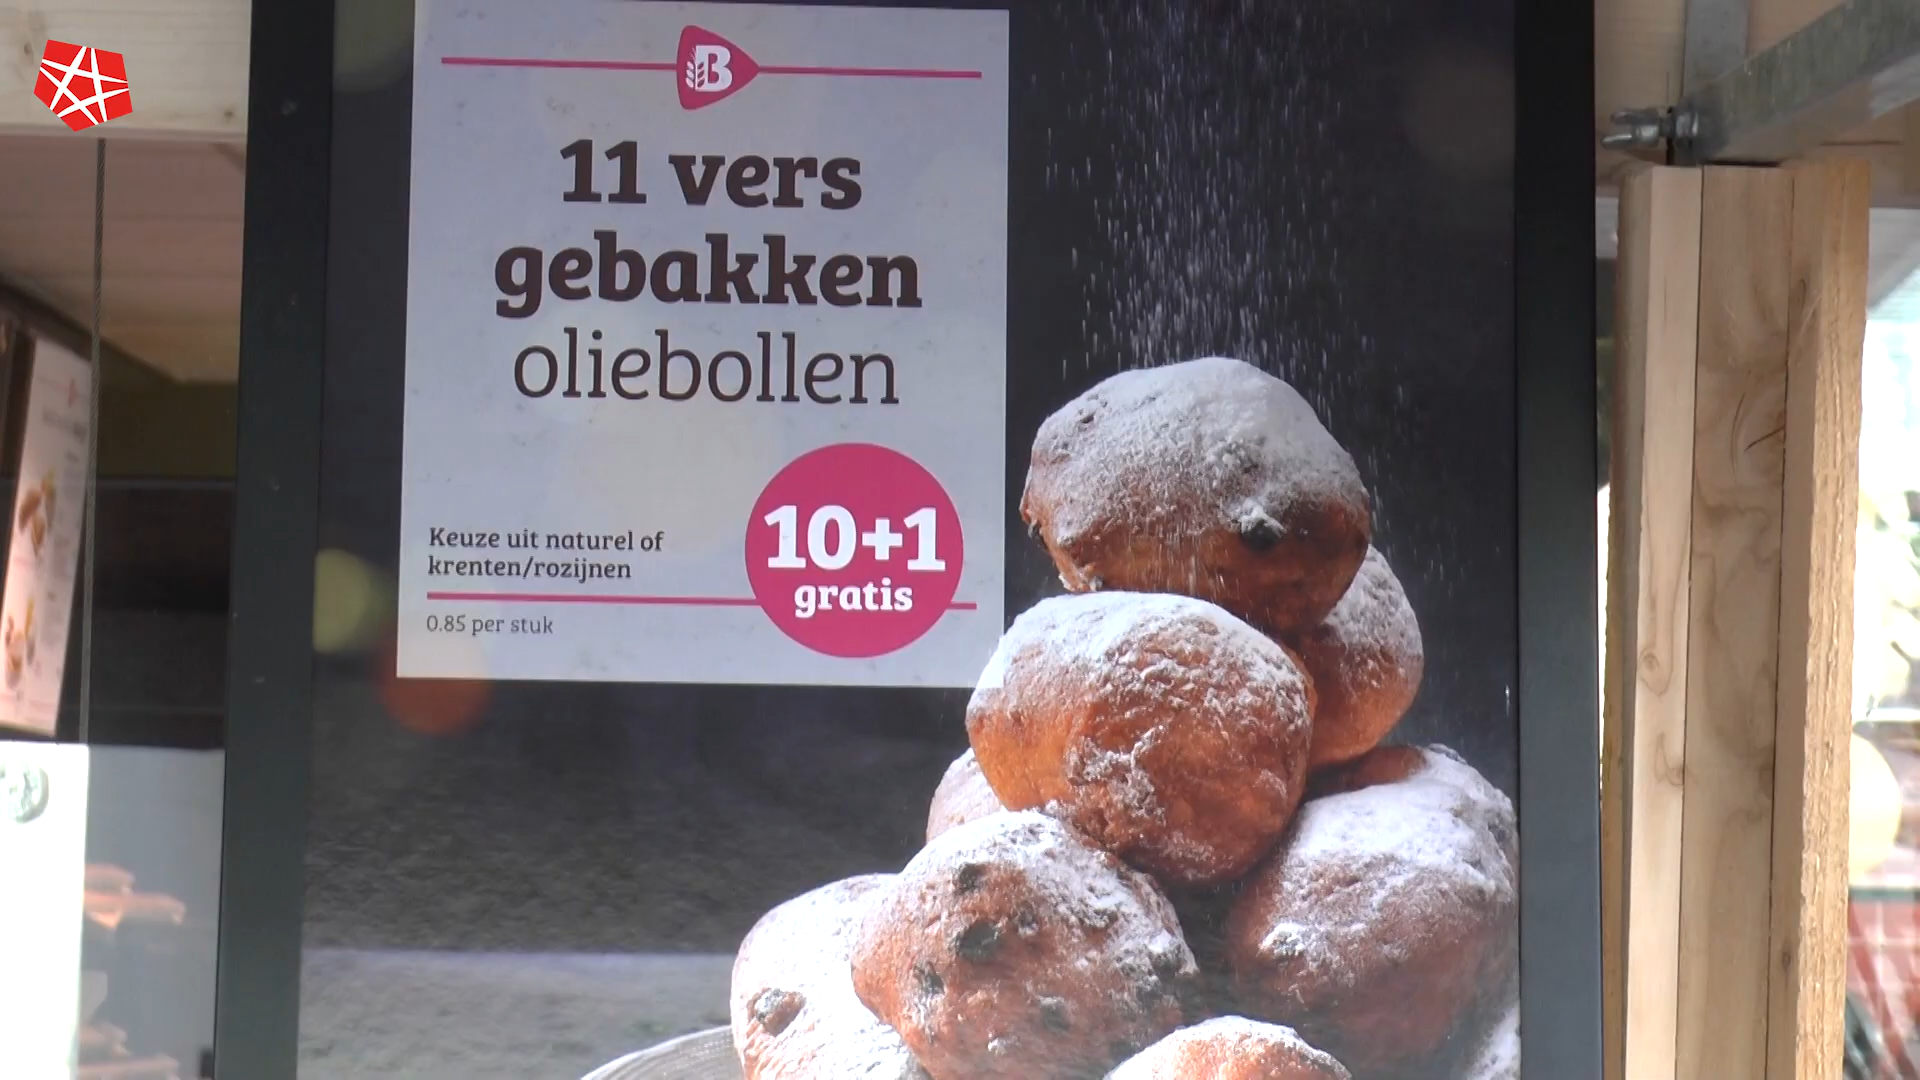 B
11 vers
gebakken
oliebollen
Keuze uit naturel of
krenten/rozijnen
0.85 per stuk
10+1
gratis